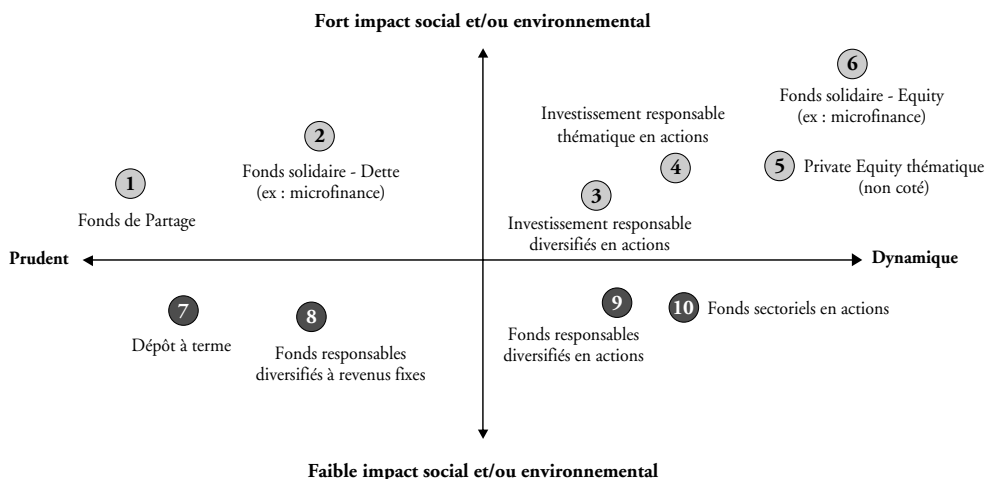 Fort impact social et/ou environnemental
6
Fonds solidaire - Equity
(ex : microfinance)
Investissement responsable
thématique en actions
2
Fonds solidaire - Dette
(ex : microfinance)
4
5
Private Equity thématique
(non coté)
1
Fonds de Partage
3
Investissement responsable
diversifiés en actions
Prudent
Dynamique
7
Dépôt à terme
8
Fonds responsables
diversifiés à revenus fixes
9
Fonds responsables
diversifiés en actions
10
Fonds sectoriels en actions
Faible impact social et/ou environnemental